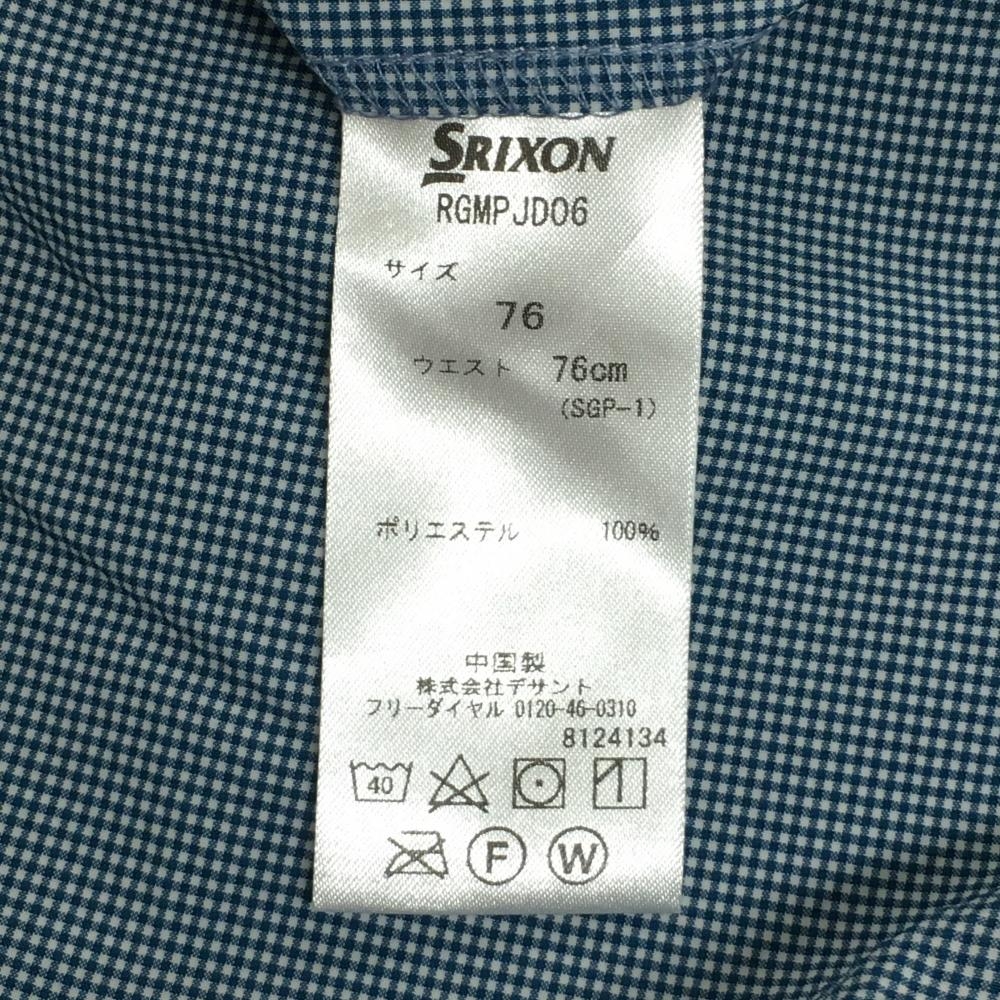 SRIXON
RGMPJD06
サイズ
76
ウエスト 76cm
(SGP-1)
ポリエステル 100%
中国製
株式会社デサント
フリーダイヤル 0120-46-0310
8124134
40
F W